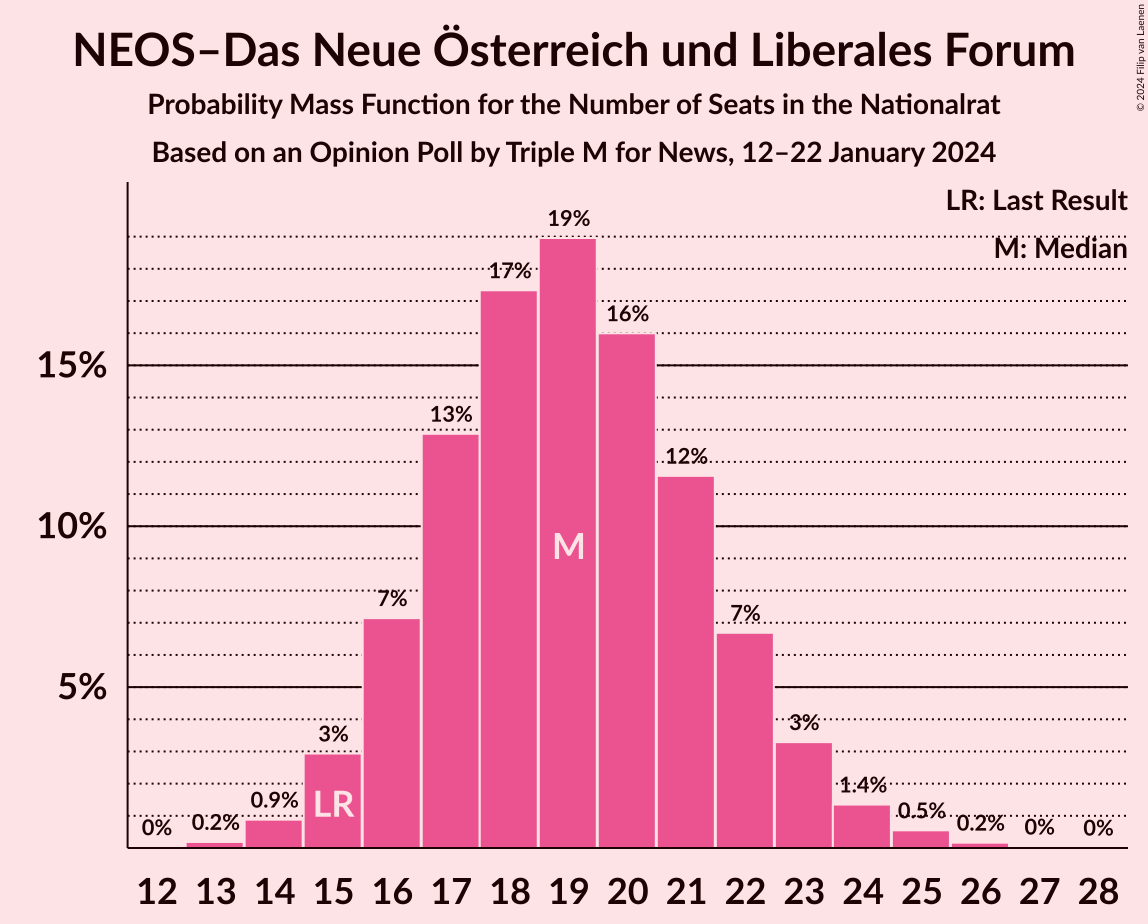 NEOS–Das Neue Österreich und Liberales Forum
Probability Mass Function for the Number of Seats in the Nationalrat
Based on an Opinion Poll by Triple M for News, 12–22 January 2024
© 2024 Filip van Laenen
LR: Last Result
M: Median
15%
10%
5%
0%
0.2%
0.9%
3%
7%
13%
17%
19%
16%
12%
7%
3%
1.4%
0.5%
0.2%
0%
0%
LR
M
12 13 14 15 16 17 18 19 20 21 22 23 24 25 26 27 28